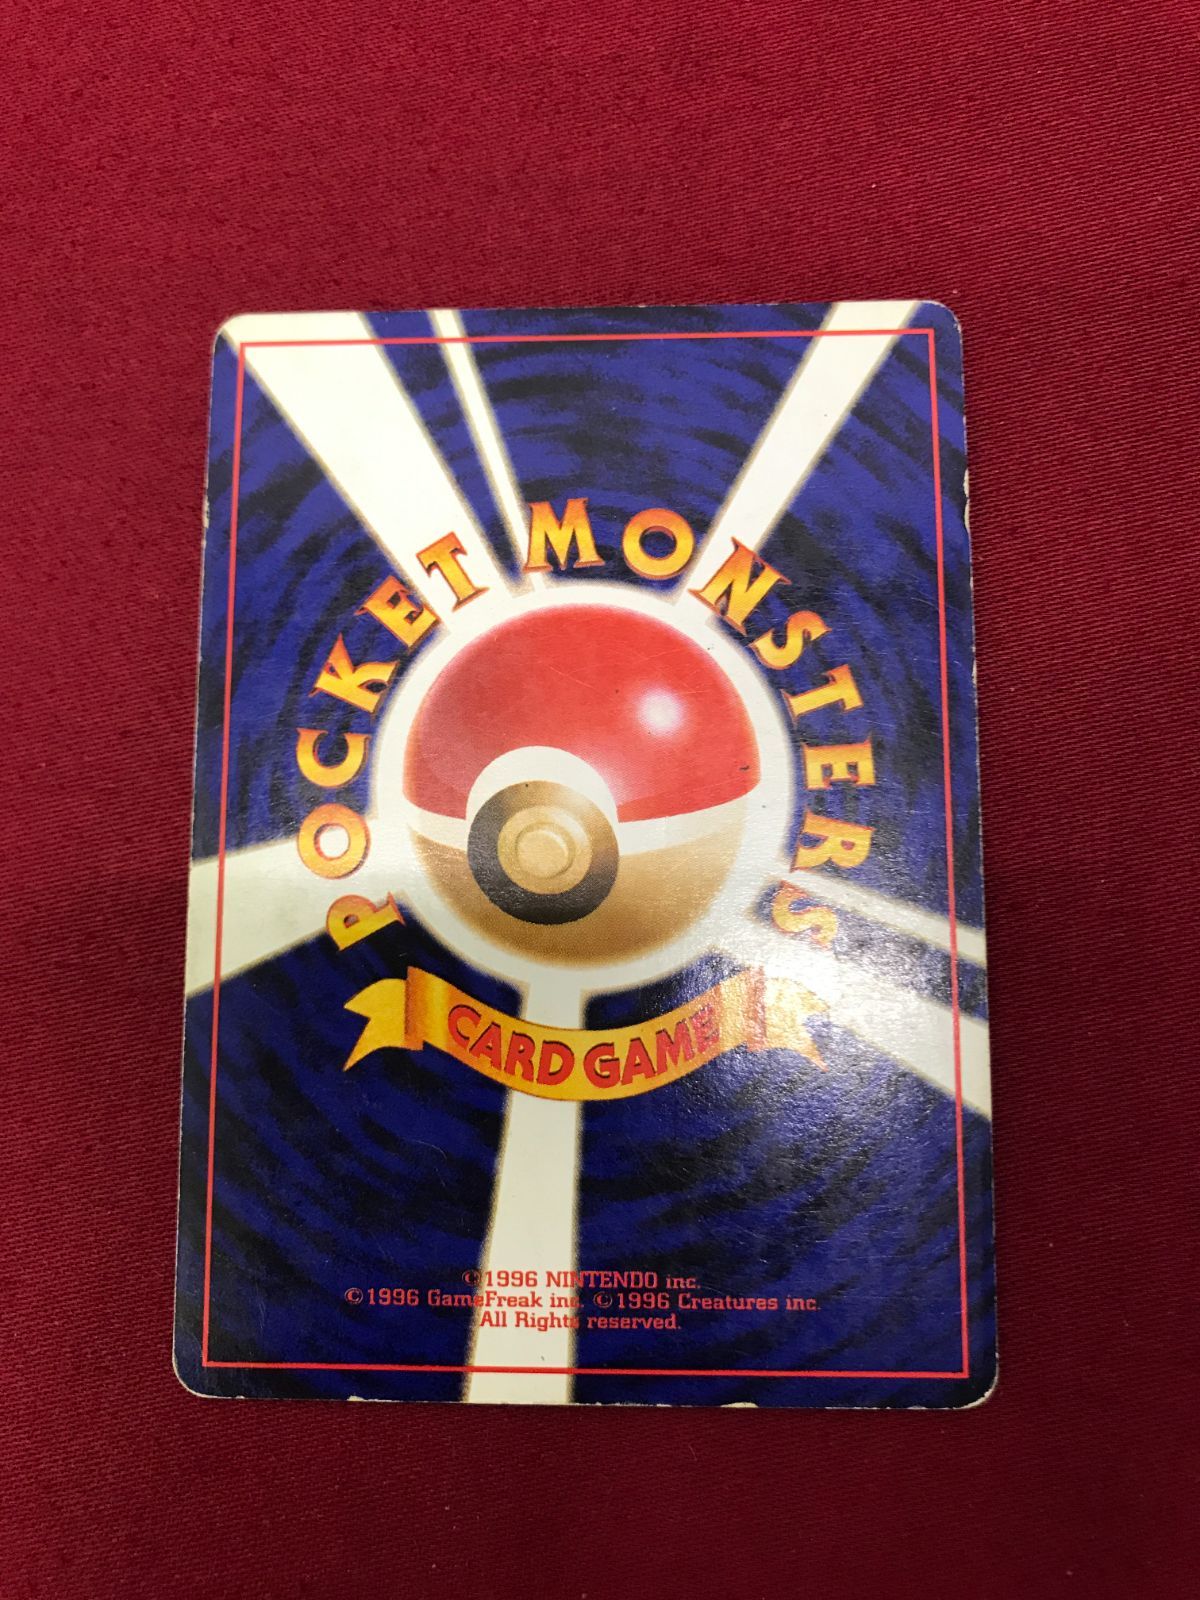 POCKET MONSTERS
CARD GAME
©1996 NINTENDO inc.
©1996 GameFreak inc. ©1996 Creatures inc.
All Rights reserved.